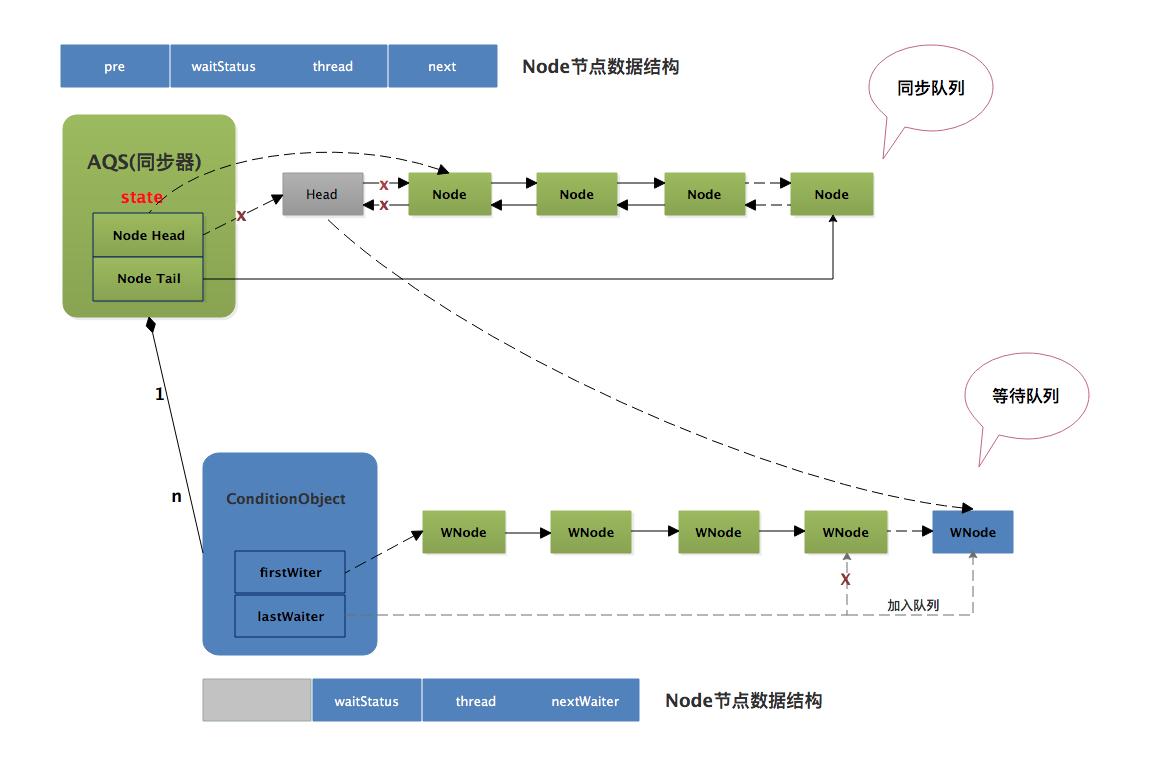 pre waitStatus thread next Node节点数据结构
同步队列
AQS(同步器)
state
x
Head
x
x
Node
Node
Node
Node
Node Head
Node Tail
1
n
等待队列
ConditionObject
firstWiter
lastWaiter
WNode
WNode
WNode
WNode
WNode
X
加入队列
waitStatus thread nextWaiter Node节点数据结构